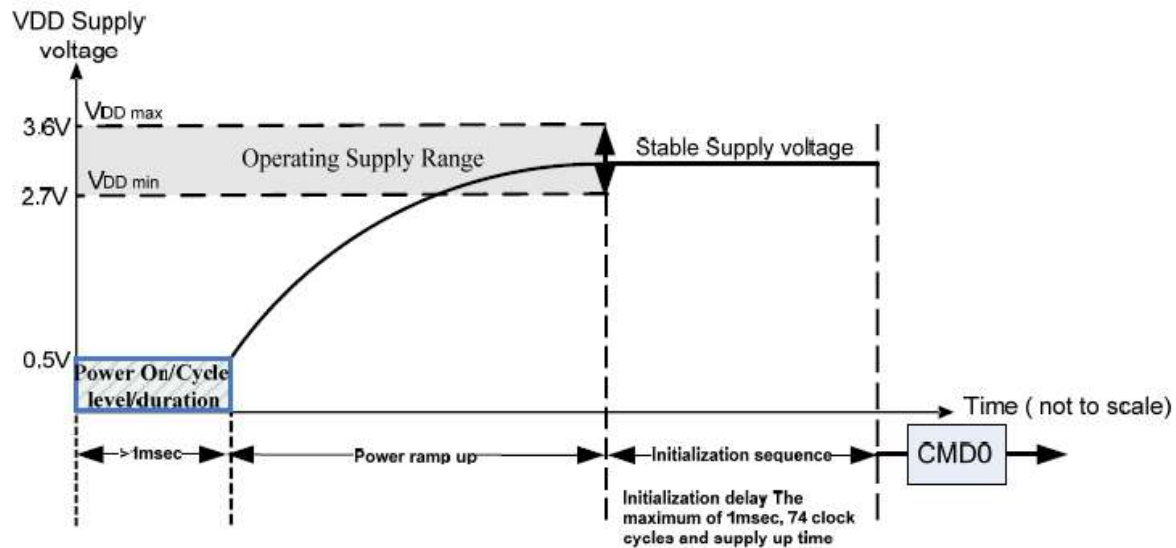 VDD Supply
voltage
VDD max
3.6V
Operating Supply Range
Stable Supply voltage
VDD min
2.7V
0.5V
Power On/Cycle
level/duration
Time ( not to scale)
>1msec
Power ramp up
Initialization sequence
CMD0
Initialization delay The
maximum of 1msec, 74 clock
cycles and supply up time